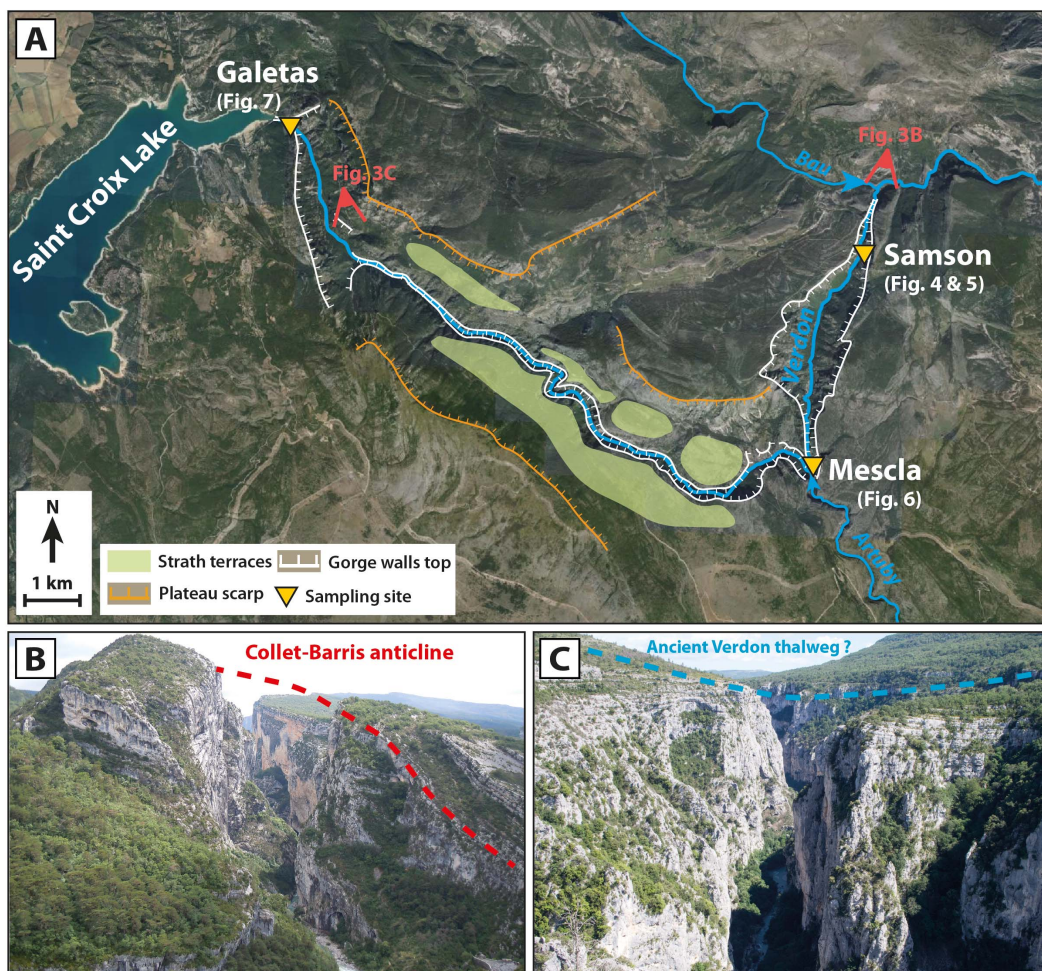 A
Galetas
(Fig. 7)
Saint Croix Lake
Fig. 3C
Bau
Fig. 3B
Samson
(Fig. 4 & 5)
Verdon
Mescla
(Fig. 6)
Artuby
N
1 km
Strath terraces
Gorge walls top
Plateau scarp
Sampling site
B
Collet-Barris anticline
C
Ancient Verdon thalweg ?